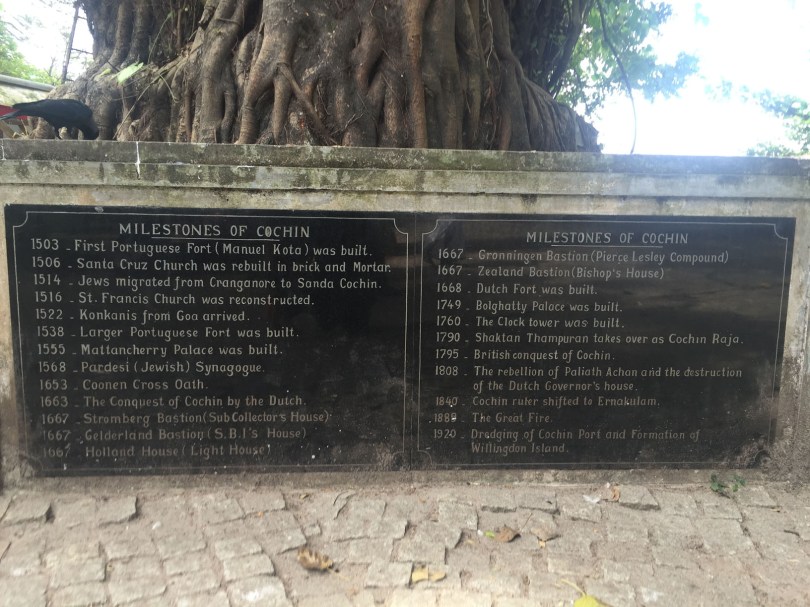 MILESTONES OF COCHIN
1503 - First Portuguese Fort (Manuel Kota) was built.
1506 - Santa Cruz Church was rebuilt in brick and Mortar.
1514 - Jews migrated from Cranganore to Sanda Cochin.
1516 - St. Francis Church was reconstructed.
1522 - Konkanis from Goa arrived.
1538 - Larger Portuguese Fort was built.
1555 - Mattancherry Palace was built.
1568 - Pardesi (Jewish) Synagogue.
1653 - Coonen Cross Oath.
1663 - The Conquest of Cochin by the Dutch.
1667 - Stromberg Bastion (Sub Collector's House)
1667 - Gelderland Bastion (S.B.I's House)
1667 - Holland House (Light House)
MILESTONES OF COCHIN
1667 - Gronningen Bastion (Pierce Lesley Compound)
1667 - Zealand Bastion (Bishop's House)
1668 - Dutch Fort was built.
1749 - Bolghatty Palace was built.
1760 - The Clock tower was built.
1790 - Shaktan Thampuran takes over as Cochin Raja.
1795 - British conquest of Cochin.
1808 - The rebellion of Paliath Achan and the destruction
of the Dutch Governor's house.
1840 - Cochin ruler shifted to Ernakulam.
- The Great Fire.
1920 - Dredging of Cochin Port and Formation of
Willingdon Island.